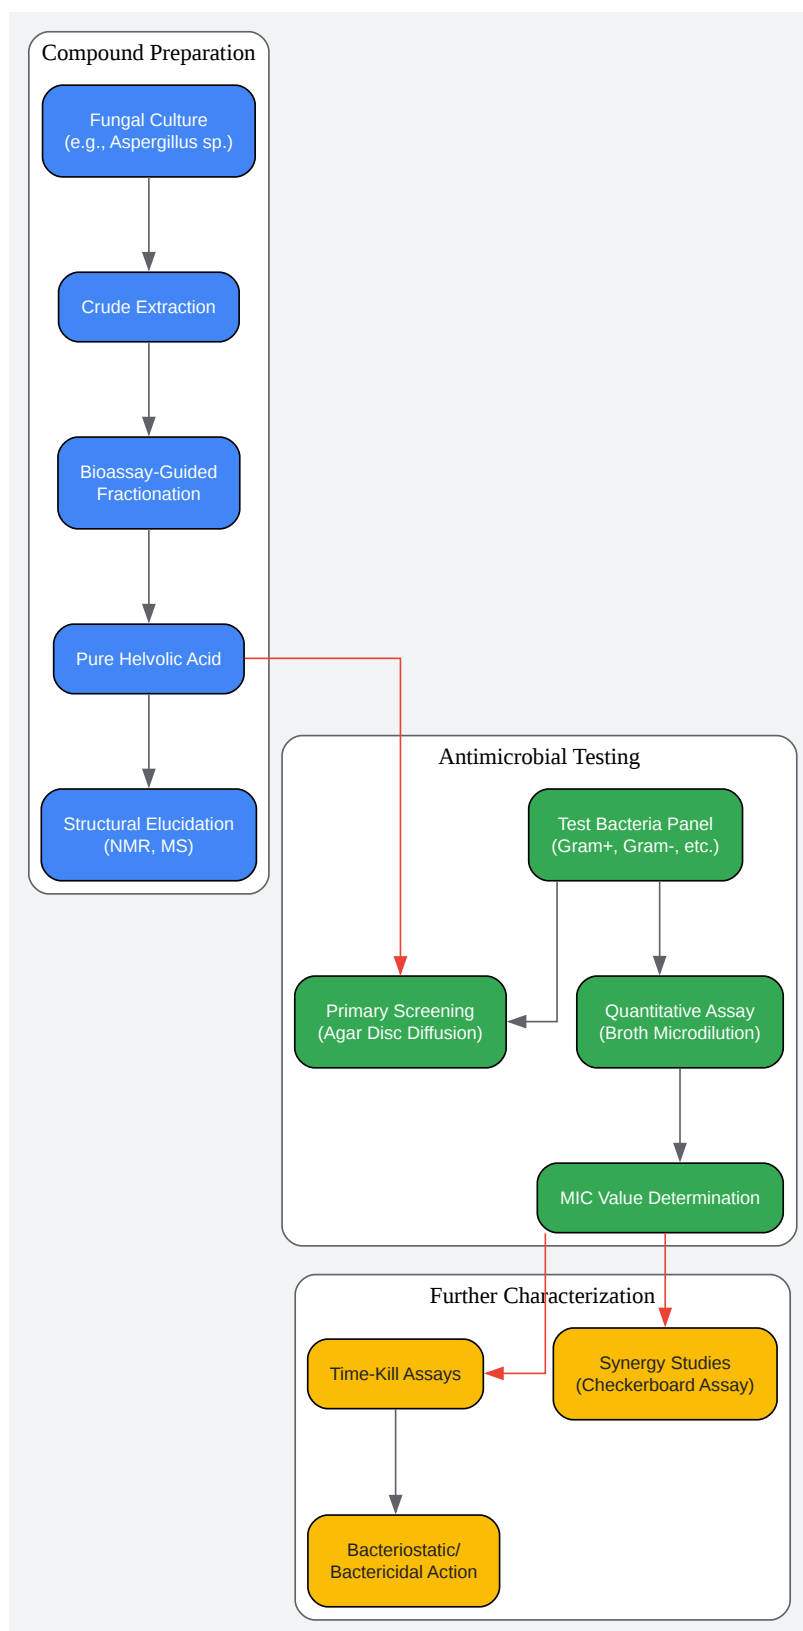 Compound Preparation
Fungal Culture
(e.g., Aspergillus sp.)
Crude Extraction
Bioassay-Guided
Fractionation
Pure Helvolic Acid
Structural Elucidation
(NMR, MS)
Antimicrobial Testing
Test Bacteria Panel
(Gram+, Gram-, etc.)
Primary Screening
(Agar Disc Diffusion)
Quantitative Assay
(Broth Microdilution)
MIC Value Determination
Further Characterization
Time-Kill Assays
Synergy Studies
(Checkerboard Assay)
Bacteriostatic/
Bactericidal Action